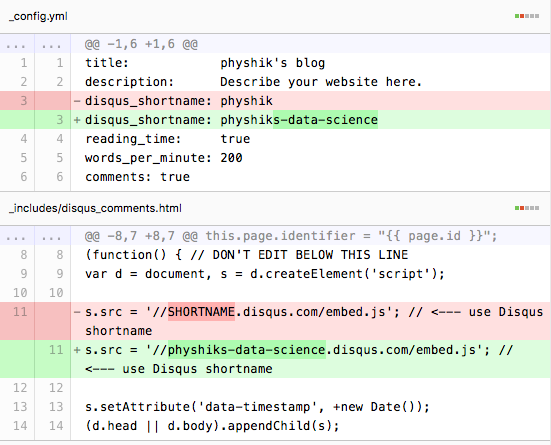 _config.yml
... ... @@ -1,6 +1,6 @@
1 1 title: physhik's blog
2 2 description: Describe your website here.
3 - disqus_shortname: physhik
3 + disqus_shortname: physhiks-data-science
4 4 reading_time: true
5 5 words_per_minute: 200
6 6 comments: true
_includes/disqus_comments.html
... ... @@ -8,7 +8,7 @@ this.page.identifier = "{{ page.id }}";
8 8 (function() { // DON'T EDIT BELOW THIS LINE
9 9 var d = document, s = d.createElement('script');
10 10
11 - s.src = '//SHORTNAME.disqus.com/embed.js'; // <--- use Disqus
shortname
11 + s.src = '//physhiks-data-science.disqus.com/embed.js'; //
<--- use Disqus shortname
12 12
13 13 s.setAttribute('data-timestamp', +new Date());
14 14 (d.head || d.body).appendChild(s);